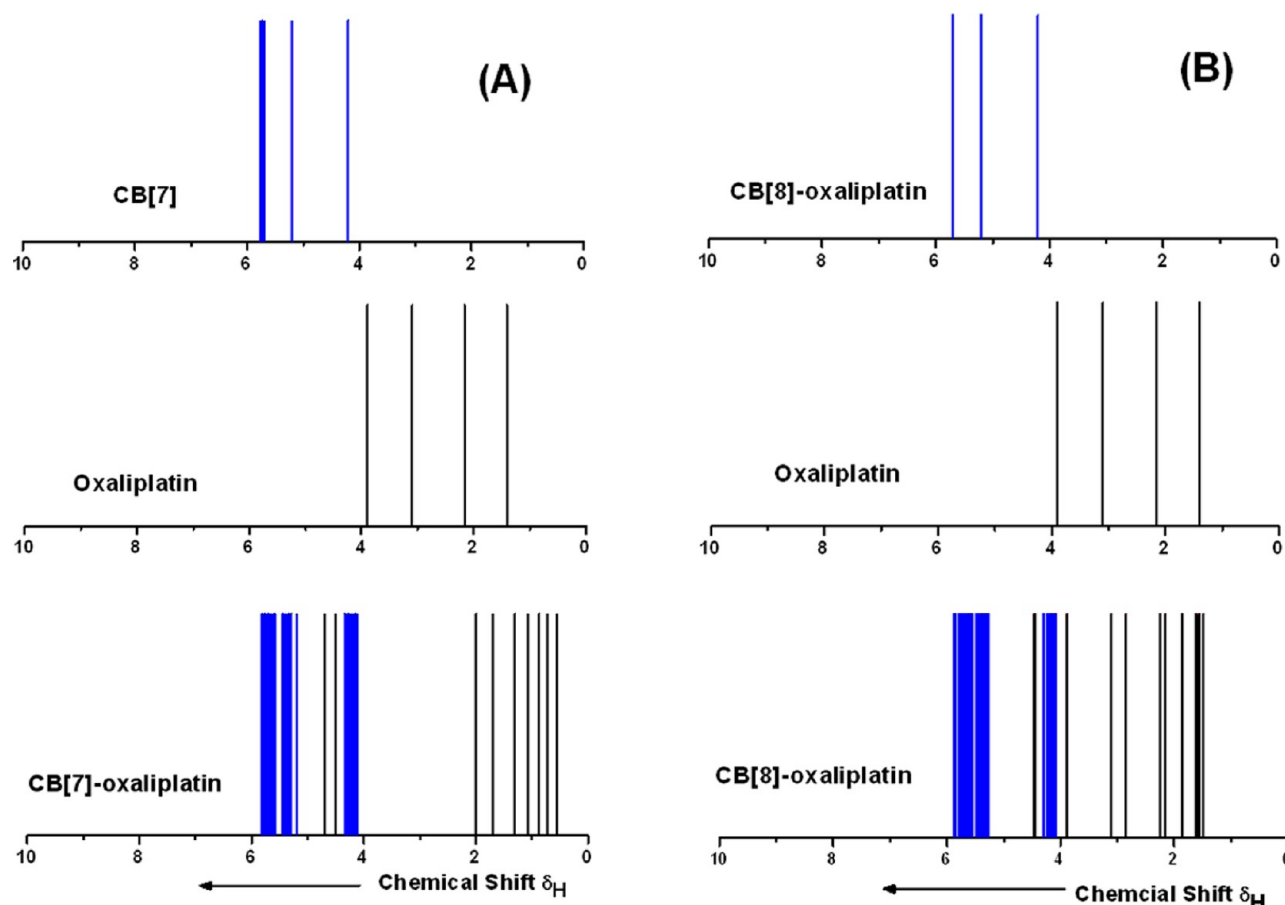 (A)
CB[7]
10 8 6 4 2 0
Oxaliplatin
10 8 6 4 2 0
CB[7]-oxaliplatin
10 8 6 4 2 0
Chemical Shift δH
(B)
CB[8]-oxaliplatin
10 8 6 4 2 0
Oxaliplatin
10 8 6 4 2 0
CB[8]-oxaliplatin
10 8 6 4 2 0
Chemcial Shift δH